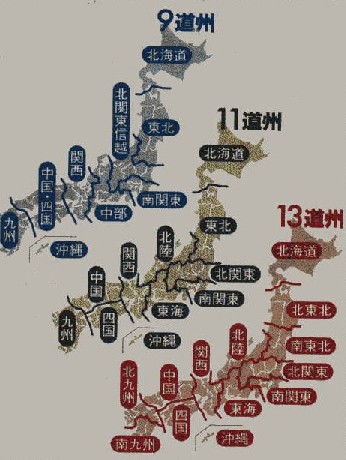 9道州
北海道
北関東信越
東北
関西
中国・四国
南関東
中部
九州
沖縄
11道州
北海道
東北
北陸
関西
北関東
中国
南関東
四国
東海
九州
沖縄
13道州
北海道
北東北
南東北
北陸
関西
北関東
中国
北九州
南関東
四国
東海
南九州
沖縄